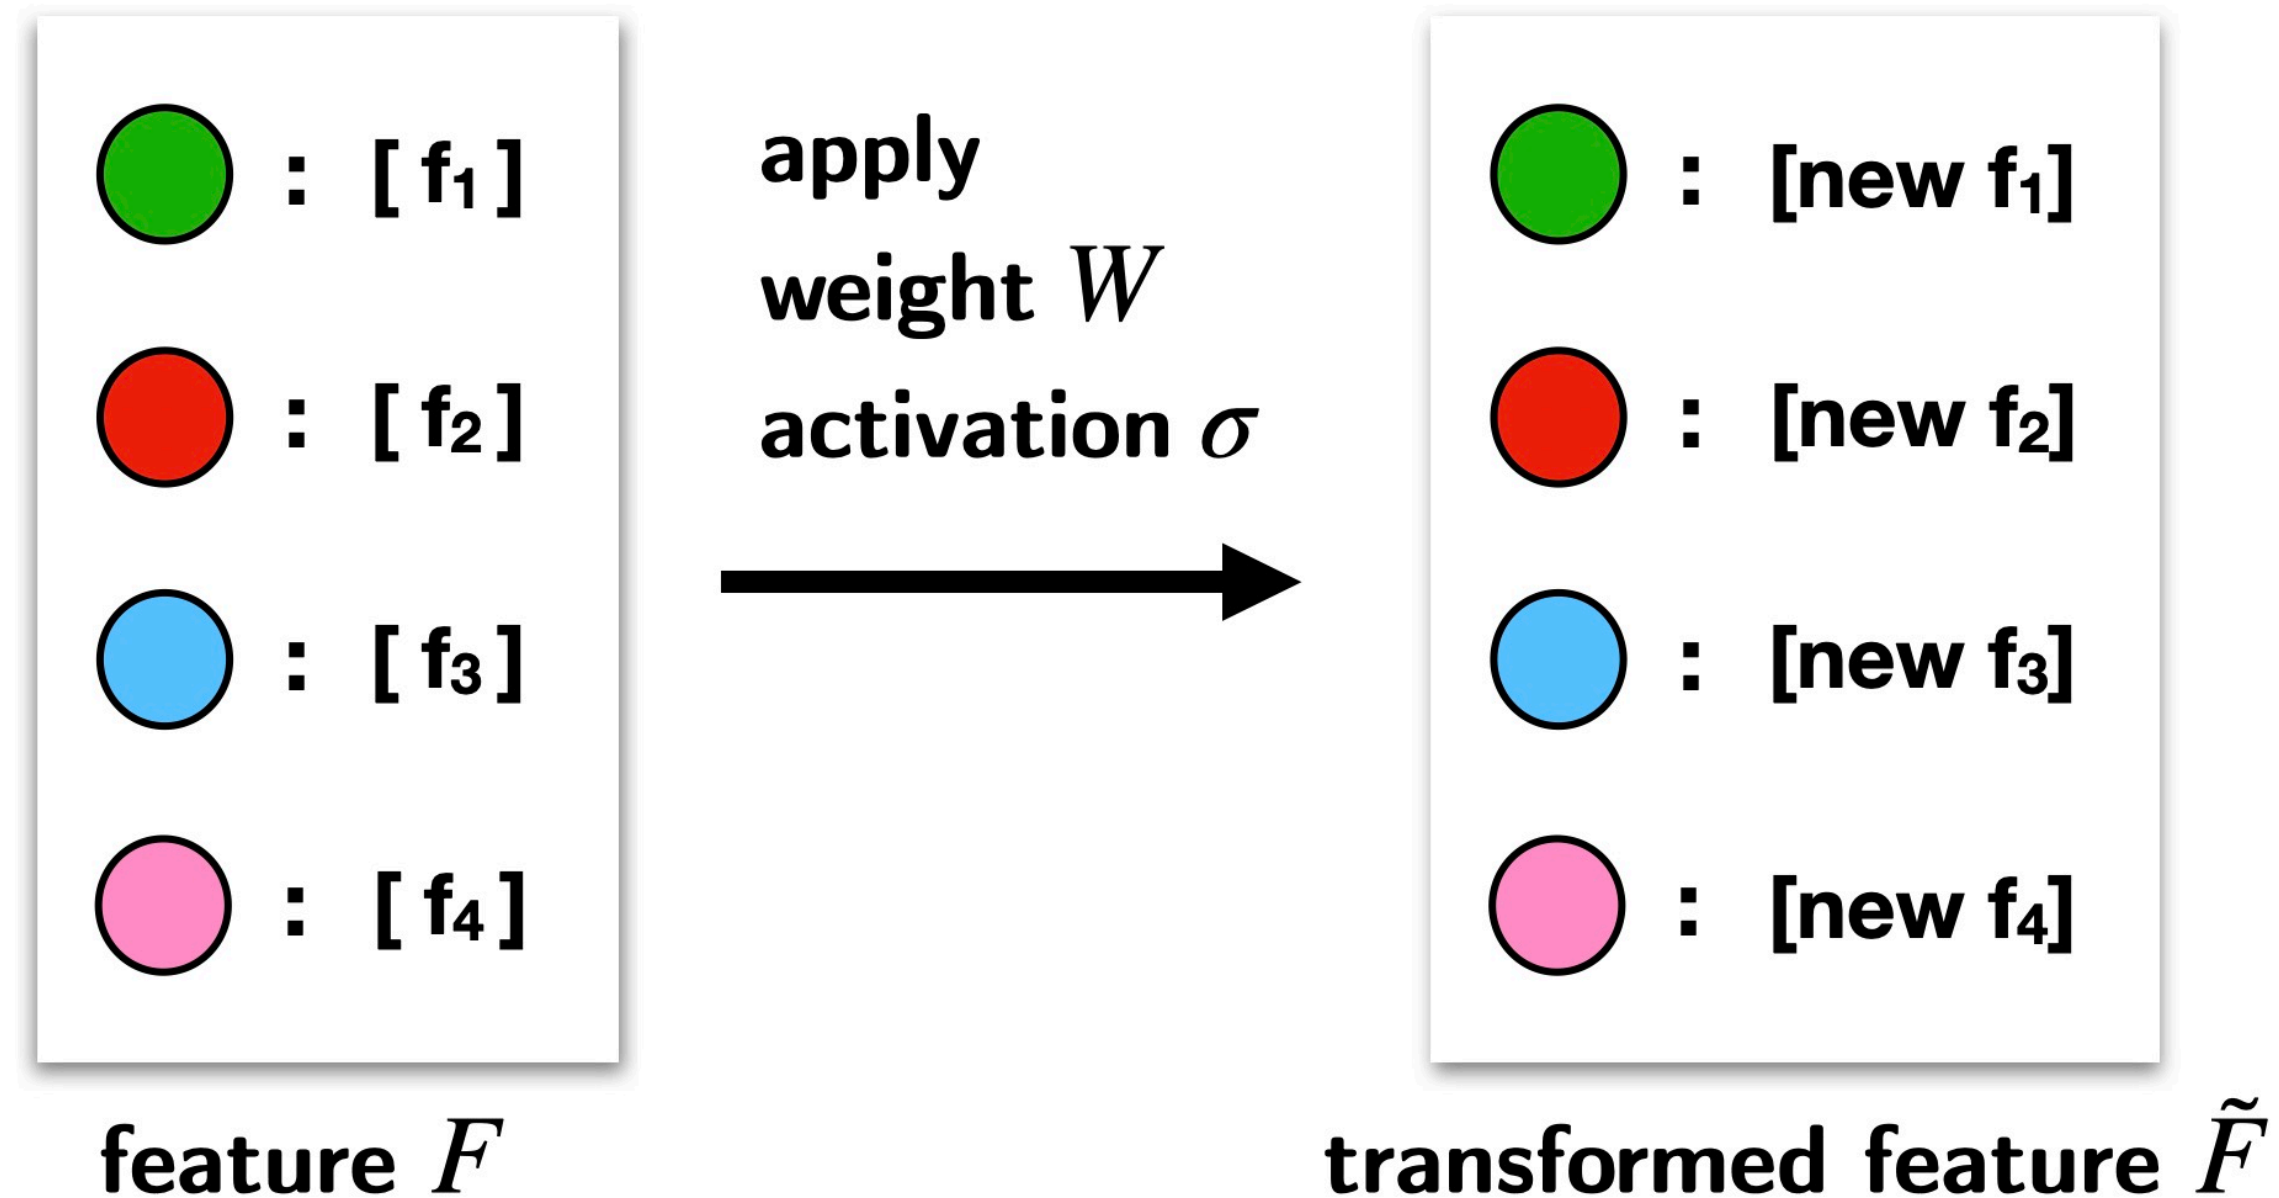 : [ f₁ ]
: [ f₂ ]
: [ f₃ ]
: [ f₄ ]
feature F
apply
weight W
activation σ
: [new f₁]
: [new f₂]
: [new f₃]
: [new f₄]
transformed feature F̃